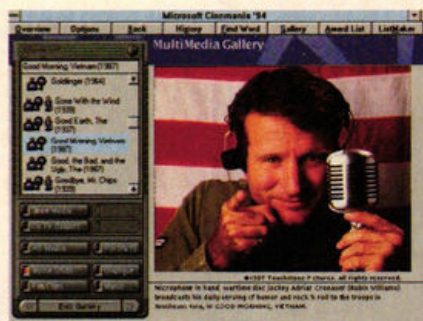 Microsoft Cinemania '94
Overview Options Back History Find Word Gallery Award List ListMaker
MultiMedia Gallery
Good Morning, Vietnam (1987)
Goldfinger (1964)
Gone With the Wind
(1939)
Good Earth, The
(1937)
Good Morning, Vietnam
(1987)
Good, the Bad, and the
Ugly, The (1967)
Goodbye, Mr. Chips
(1939)
Exit Gallery
©1987 Touchstone Pictures. all rights reserved.
Microphone in hand, wartime disc jockey Adrian Cronauer (Robin Williams)
broadcasts his daily serving of humor and rock 'n roll to the troops in
Southeast Asia, in GOOD MORNING, VIETNAM.